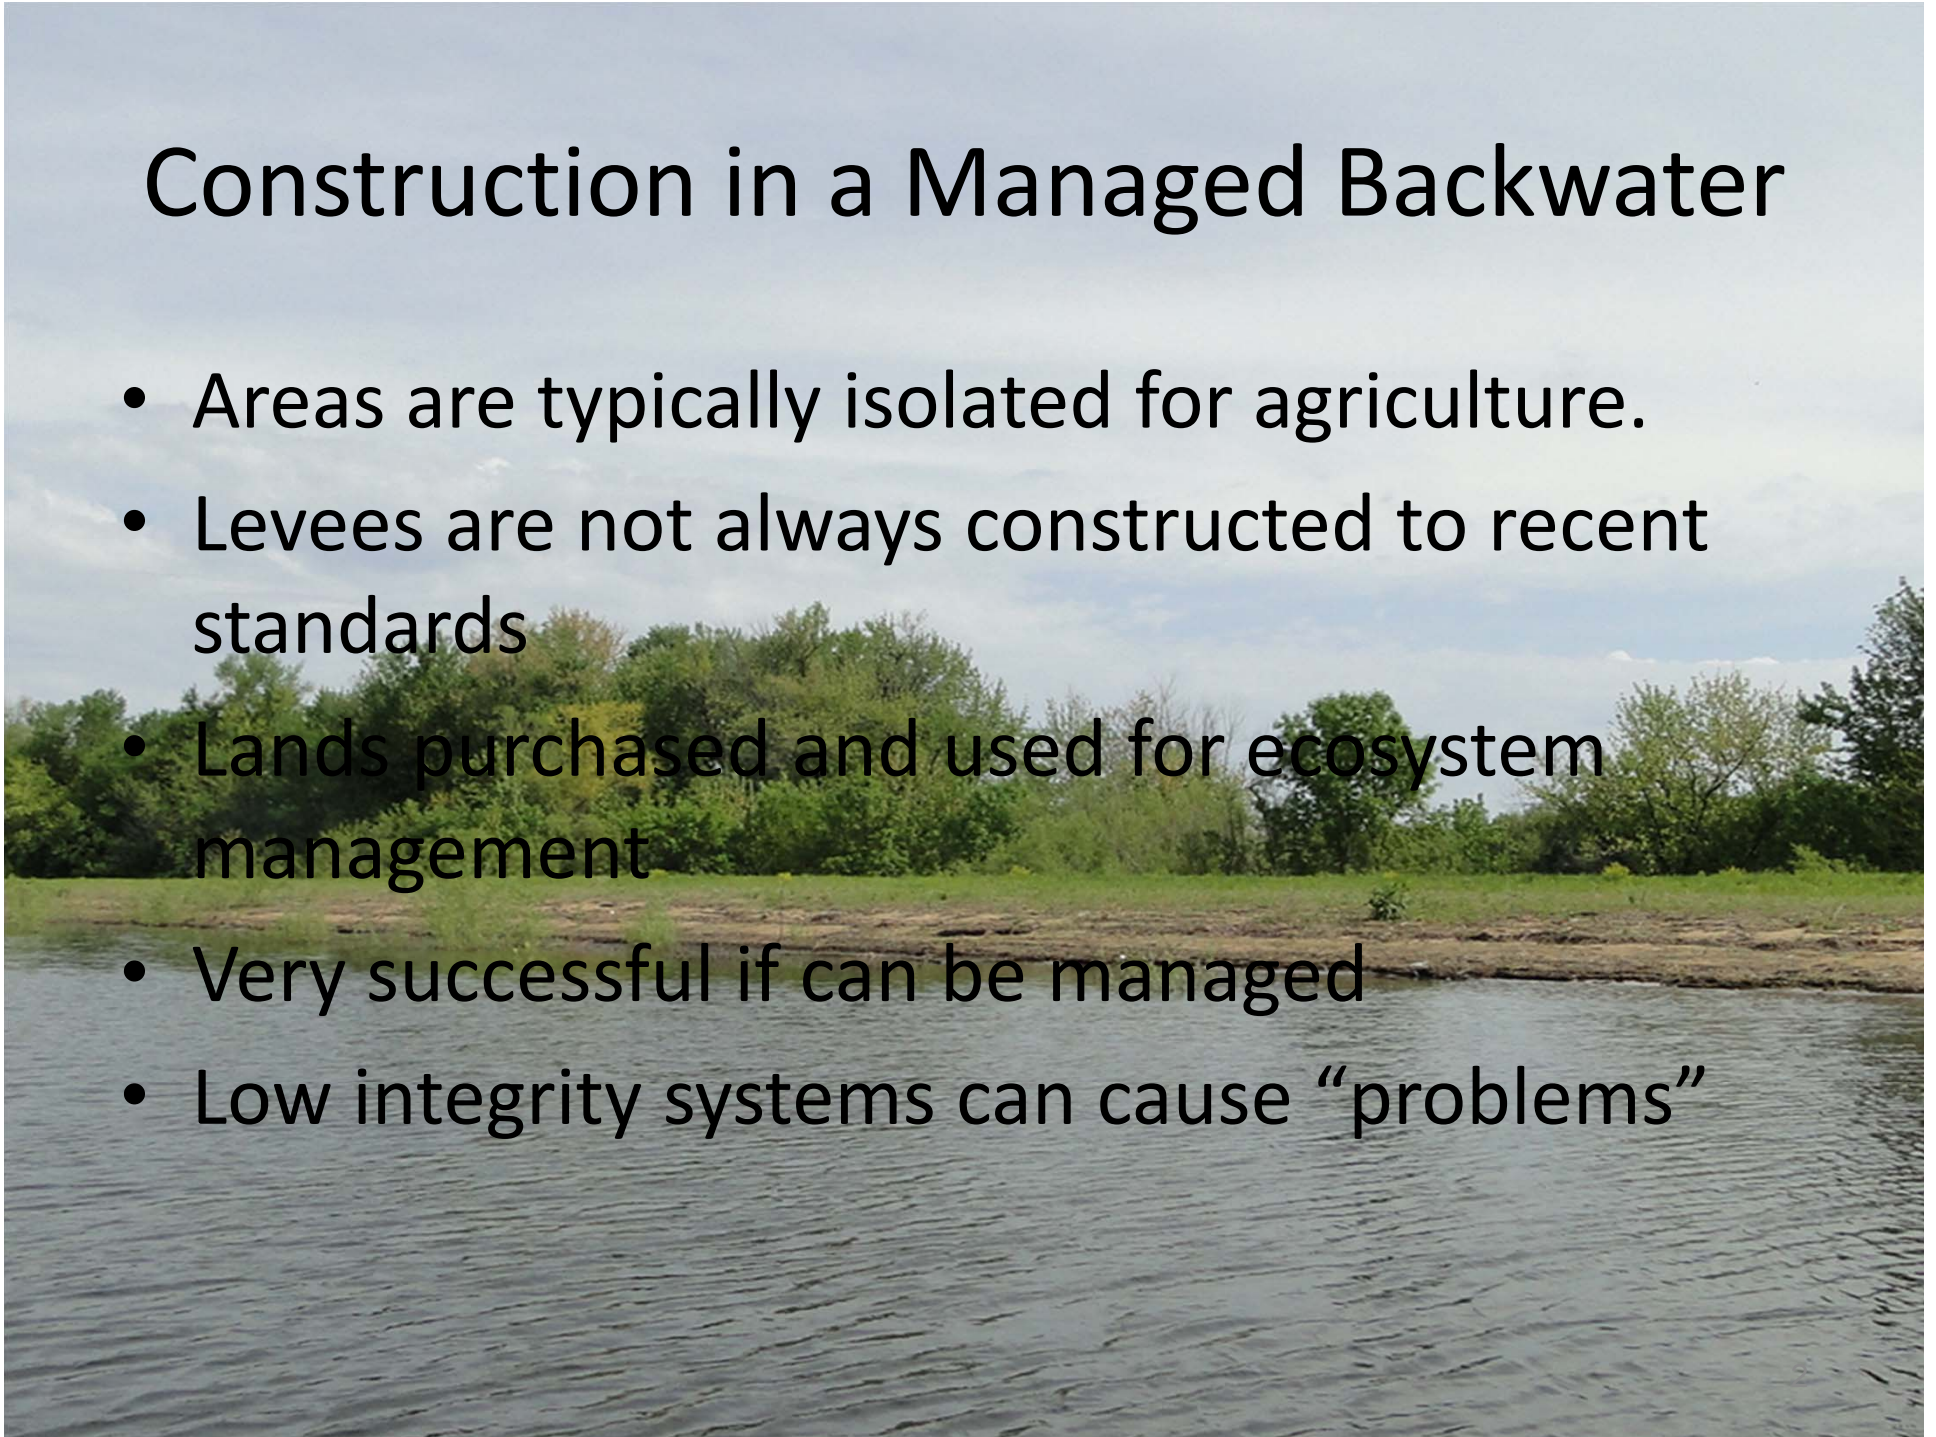 Construction in a Managed Backwater
• Areas are typically isolated for agriculture.
• Levees are not always constructed to recent
standards
• Lands purchased and used for ecosystem
management
• Very successful if can be managed
• Low integrity systems can cause “problems”